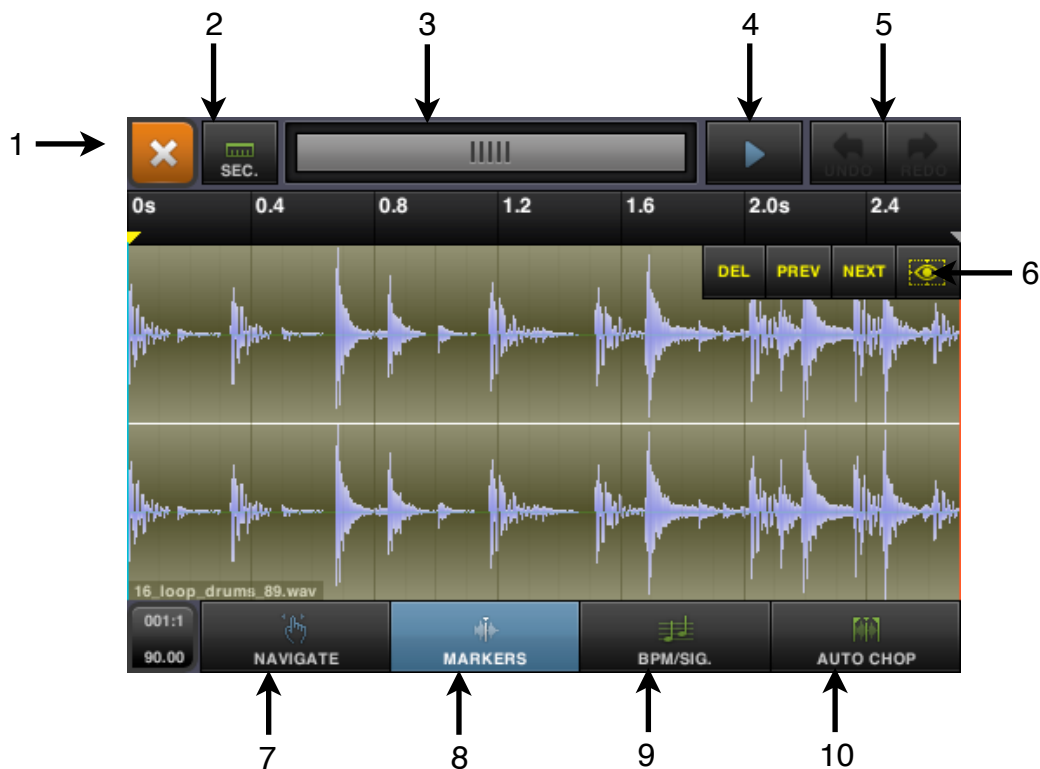 2 3 4 5
1
SEC.
UNDO REDO
0s 0.4 0.8 1.2 1.6 2.0s 2.4
DEL PREV NEXT
6
16_loop_drums_89.wav
001:1
90.00
NAVIGATE MARKERS BPM/SIG. AUTO CHOP
7 8 9 10